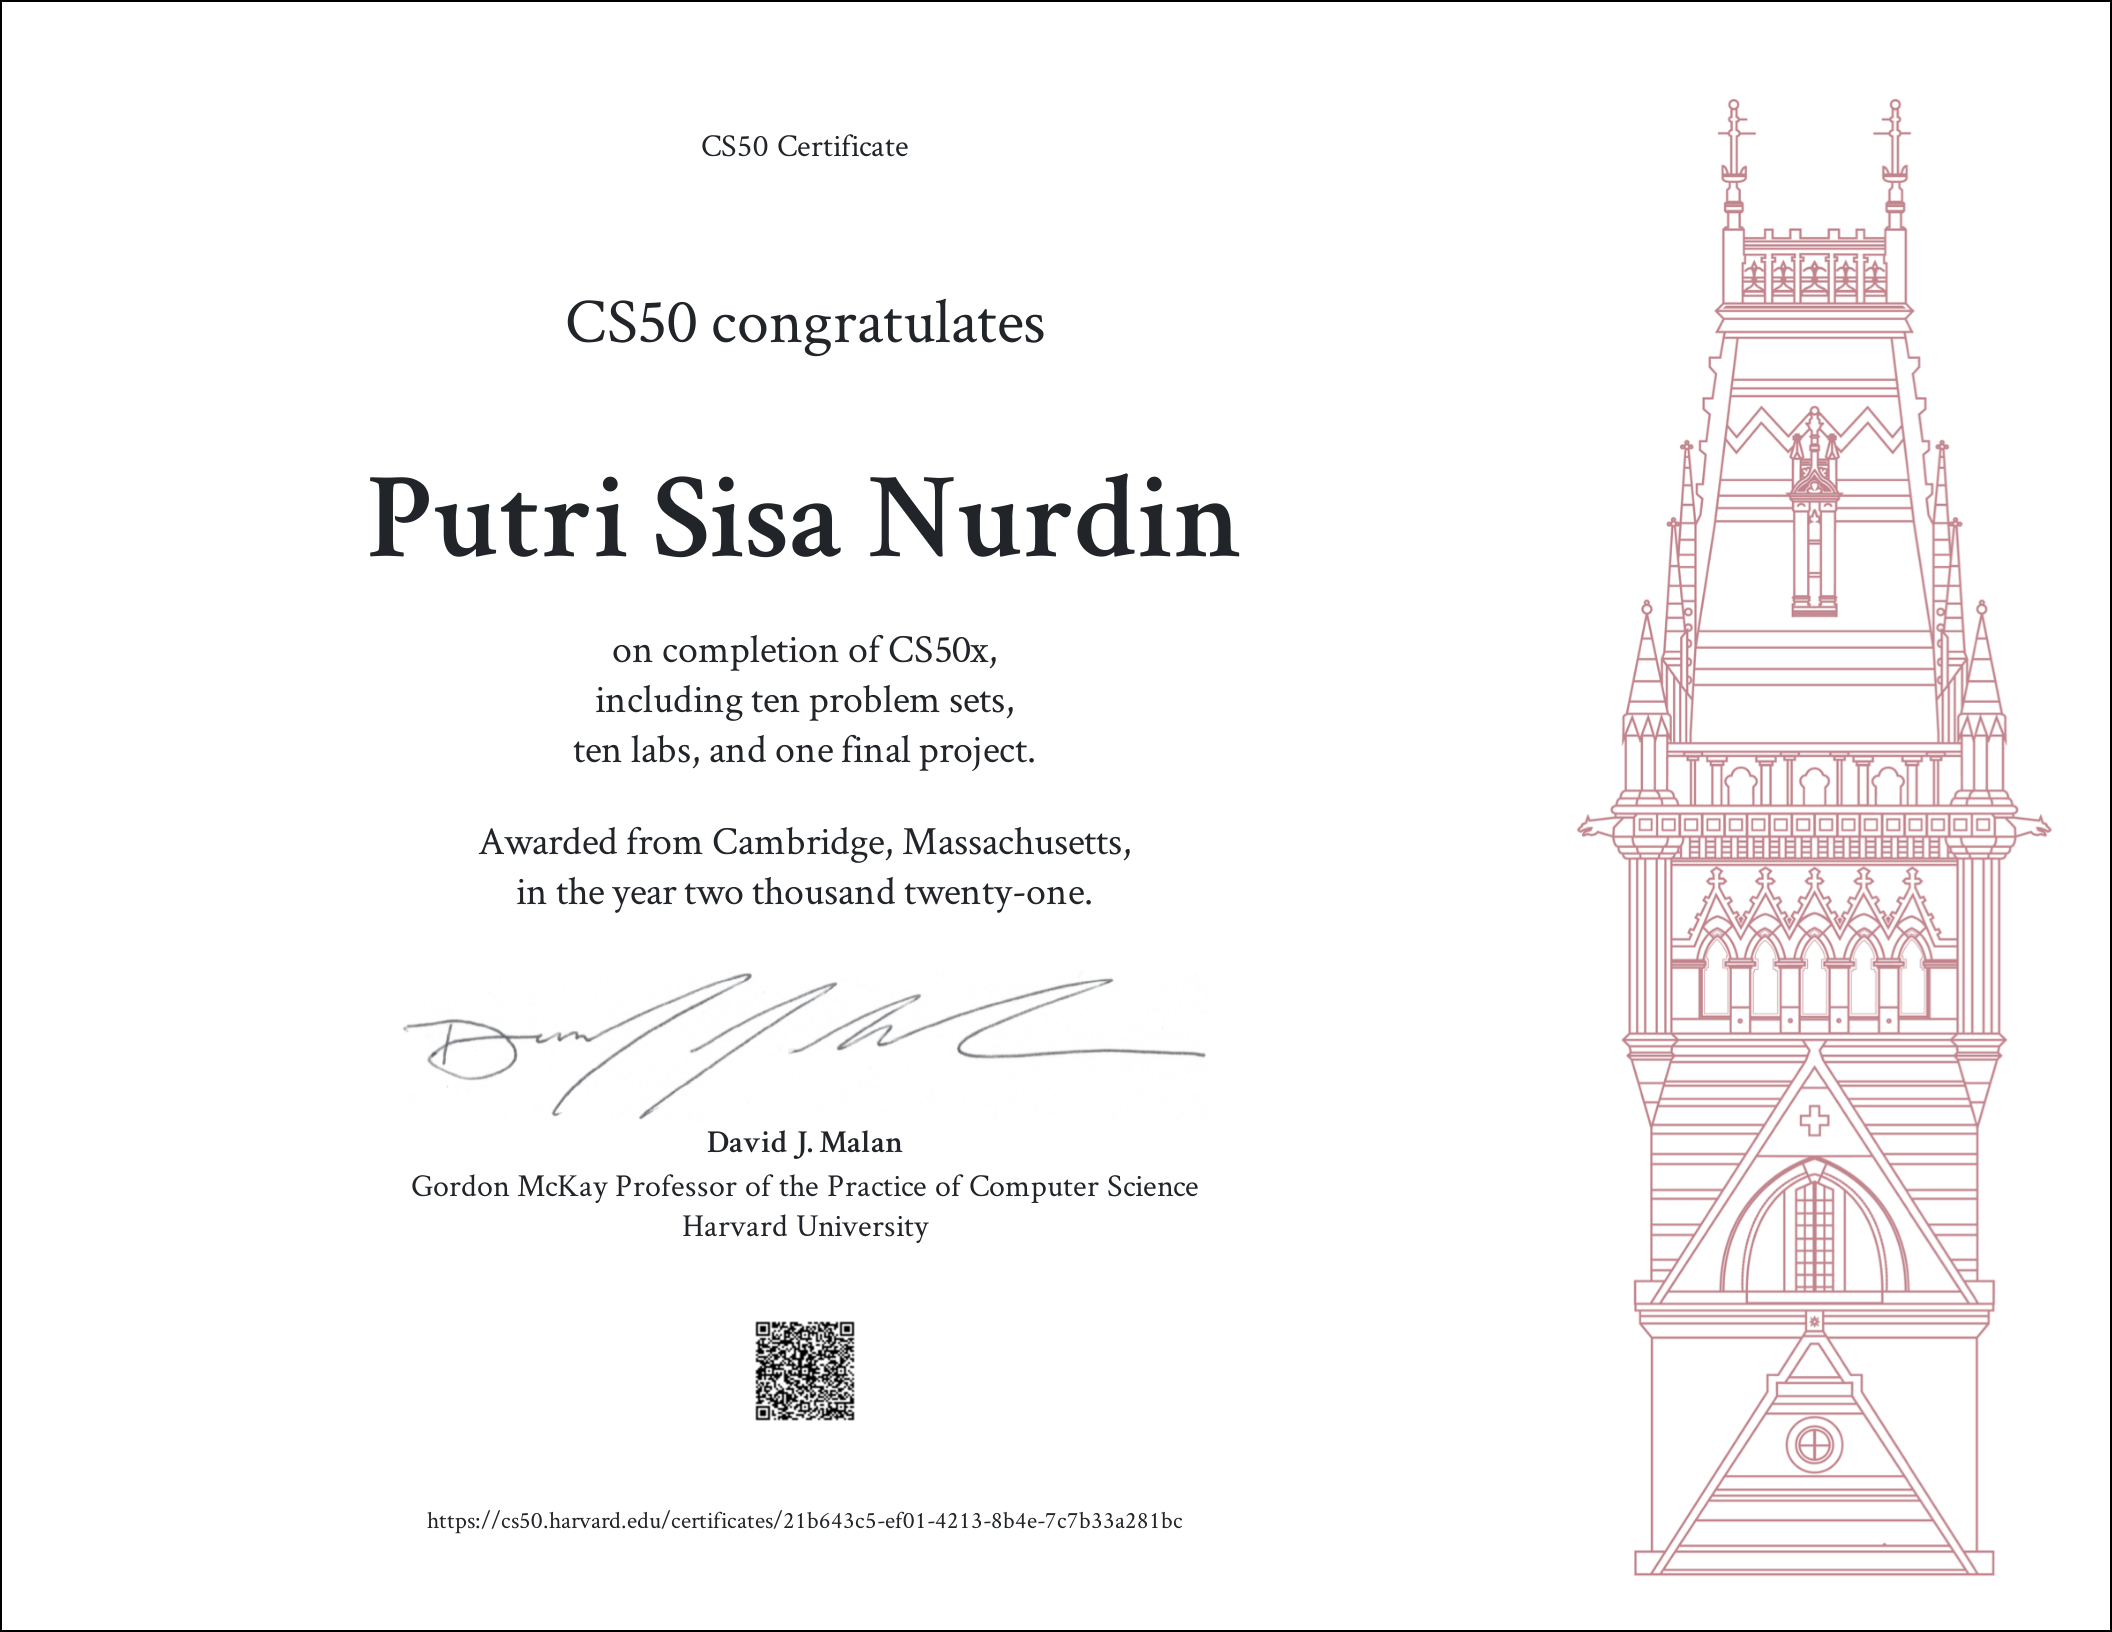 CS50 Certificate
CS50 congratulates
Putri Sisa Nurdin
on completion of CS50x,
including ten problem sets,
ten labs, and one final project.
Awarded from Cambridge, Massachusetts,
in the year two thousand twenty-one.
David J. Malan
Gordon McKay Professor of the Practice of Computer Science
Harvard University
https://cs50.harvard.edu/certificates/21b643c5-ef01-4213-8b4e-7c7b33a281bc